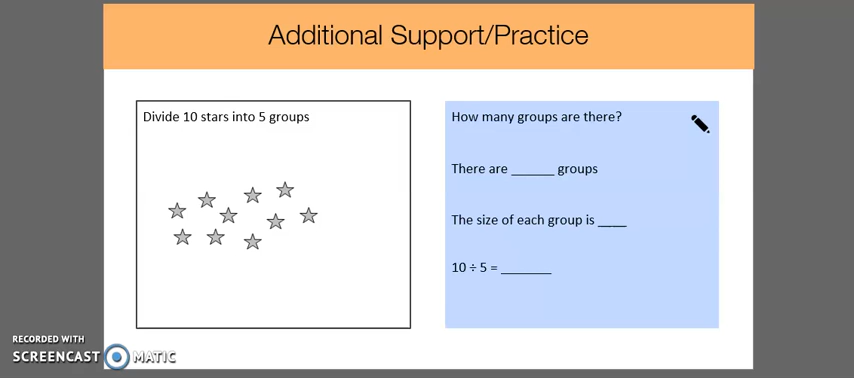 Additional Support/Practice
Divide 10 stars into 5 groups
How many groups are there?
There are ______ groups
The size of each group is ____
10 ÷ 5 = _______
RECORDED WITH
SCREENCAST MATIC